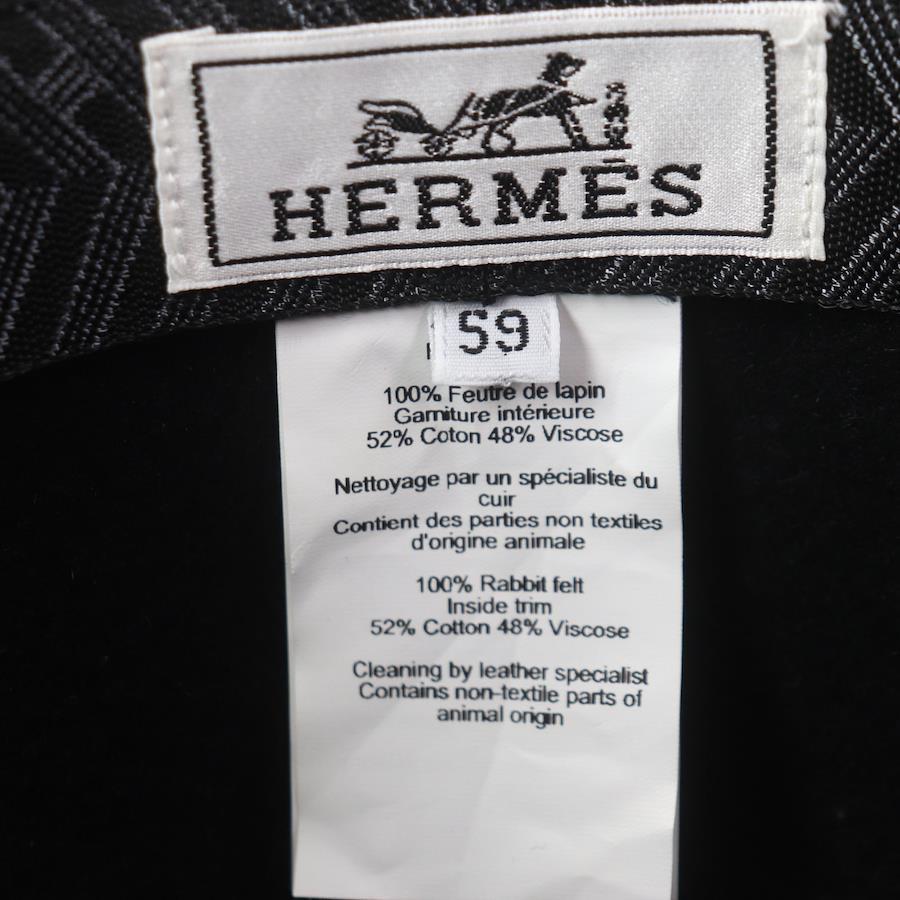 HERMÈS
59
100% Feutre de lapin
Garniture intérieure
52% Coton 48% Viscose
Nettoyage par un spécialiste du
cuir
Contient des parties non textiles
d'origine animale
100% Rabbit felt
Inside trim
52% Cotton 48% Viscose
Cleaning by leather specialist
Contains non-textile parts of
animal origin